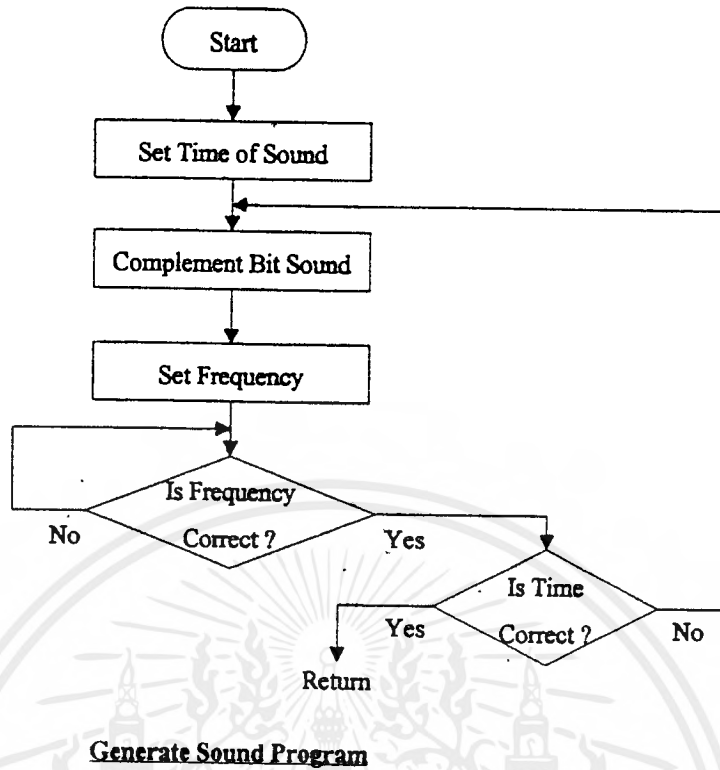 Start
Set Time of Sound
Complement Bit Sound
Set Frequency
Is Frequency
Correct ?
No
Yes
Is Time
Correct ?
Yes
No
Return
Generate Sound Program